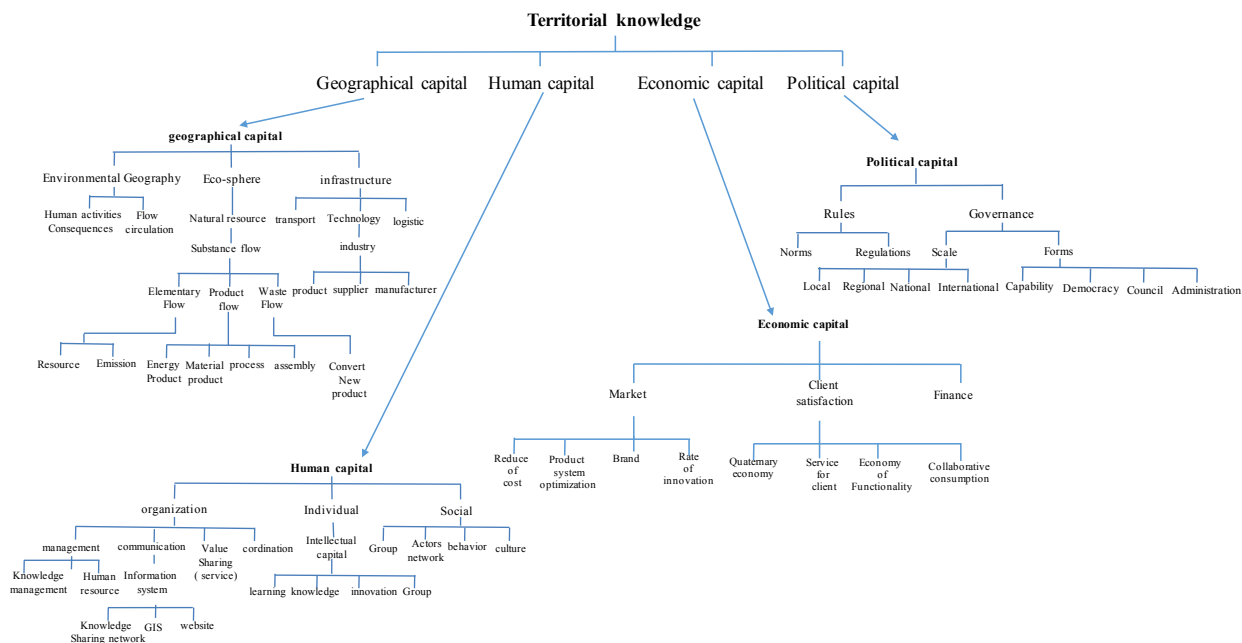 Territorial knowledge
Geographical capital
Human capital
Economic capital
Political capital
geographical capital
Environmental Geography
Eco-sphere
infrastructure
Human activities
Consequences
Flow
circulation
Natural resource
transport
Technology
logistic
Substance flow
industry
Elementary
Flow
Product
flow
Waste
Flow
product
supplier
manufacturer
Resource
Emission
Energy
Product
Material
product
process
assembly
Convert
New
product
Political capital
Rules
Governance
Norms
Regulations
Scale
Forms
Local
Regional
National
International
Capability
Democracy
Council
Administration
Economic capital
Market
Client
satisfaction
Finance
Reduce
of
cost
Product
system
optimization
Brand
Rate
of
innovation
Quaternary
economy
Service
for
client
Economy
of
Functionality
Collaborative
consumption
Human capital
organization
Individual
Social
management
communication
Value
Sharing
( service)
cordination
Intellectual
capital
Group
Actors
network
behavior
culture
Knowledge
management
Human
resource
Information
system
learning
knowledge
innovation
Group
Knowledge
Sharing network
GIS
website